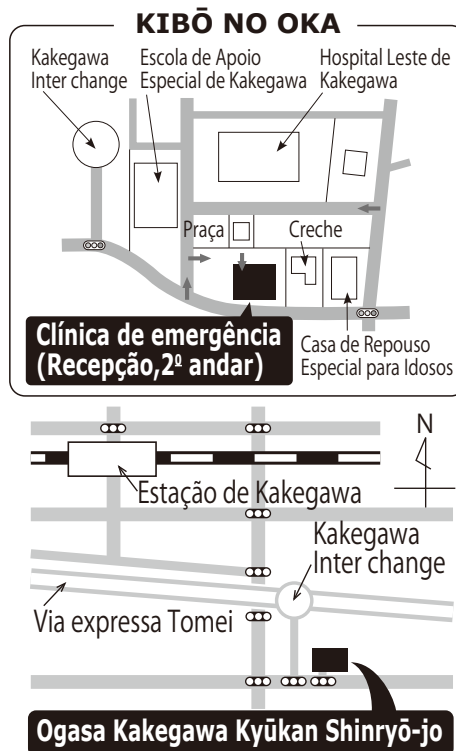 KIBŌ NO OKA
Kakegawa
Inter change
Escola de Apoio
Especial de Kakegawa
Hospital Leste de
Kakegawa
Praça
Creche
Clínica de emergência
(Recepção,2º andar)
Casa de Repouso
Especial para Idosos
N
Estação de Kakegawa
Kakegawa
Inter change
Via expressa Tomei
Ogasa Kakegawa Kyūkan Shinryō-jo